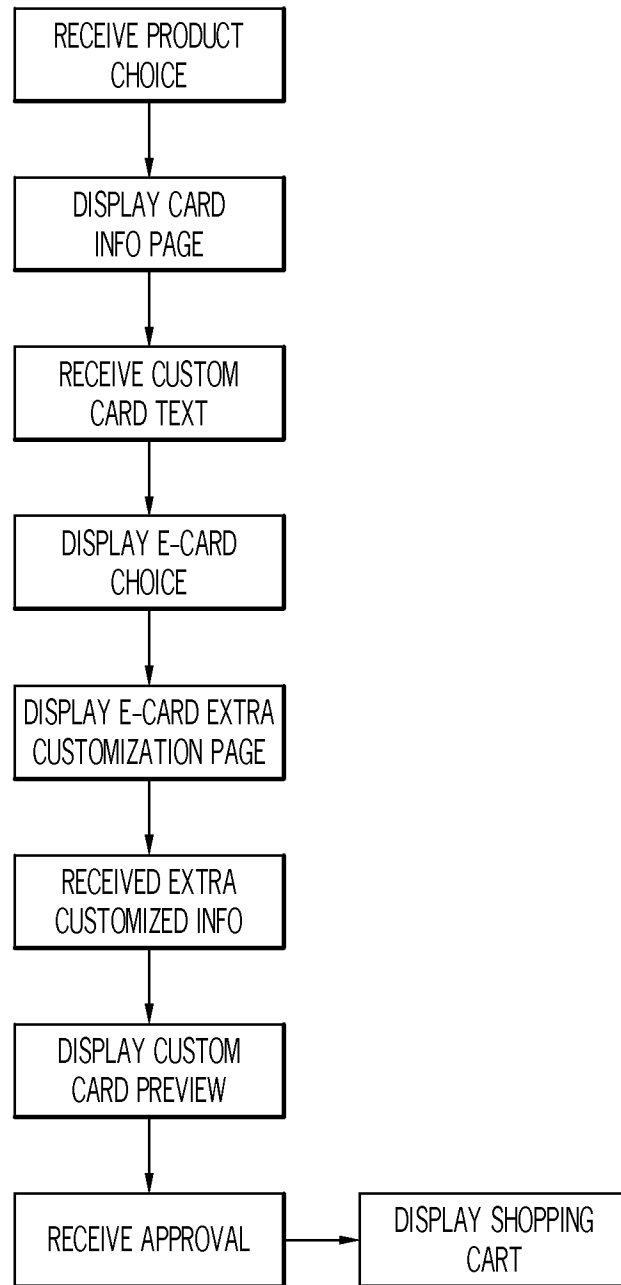 RECEIVE PRODUCT
CHOICE
DISPLAY CARD
INFO PAGE
RECEIVE CUSTOM
CARD TEXT
DISPLAY E-CARD
CHOICE
DISPLAY E-CARD EXTRA
CUSTOMIZATION PAGE
RECEIVED EXTRA
CUSTOMIZED INFO
DISPLAY CUSTOM
CARD PREVIEW
RECEIVE APPROVAL
DISPLAY SHOPPING
CART